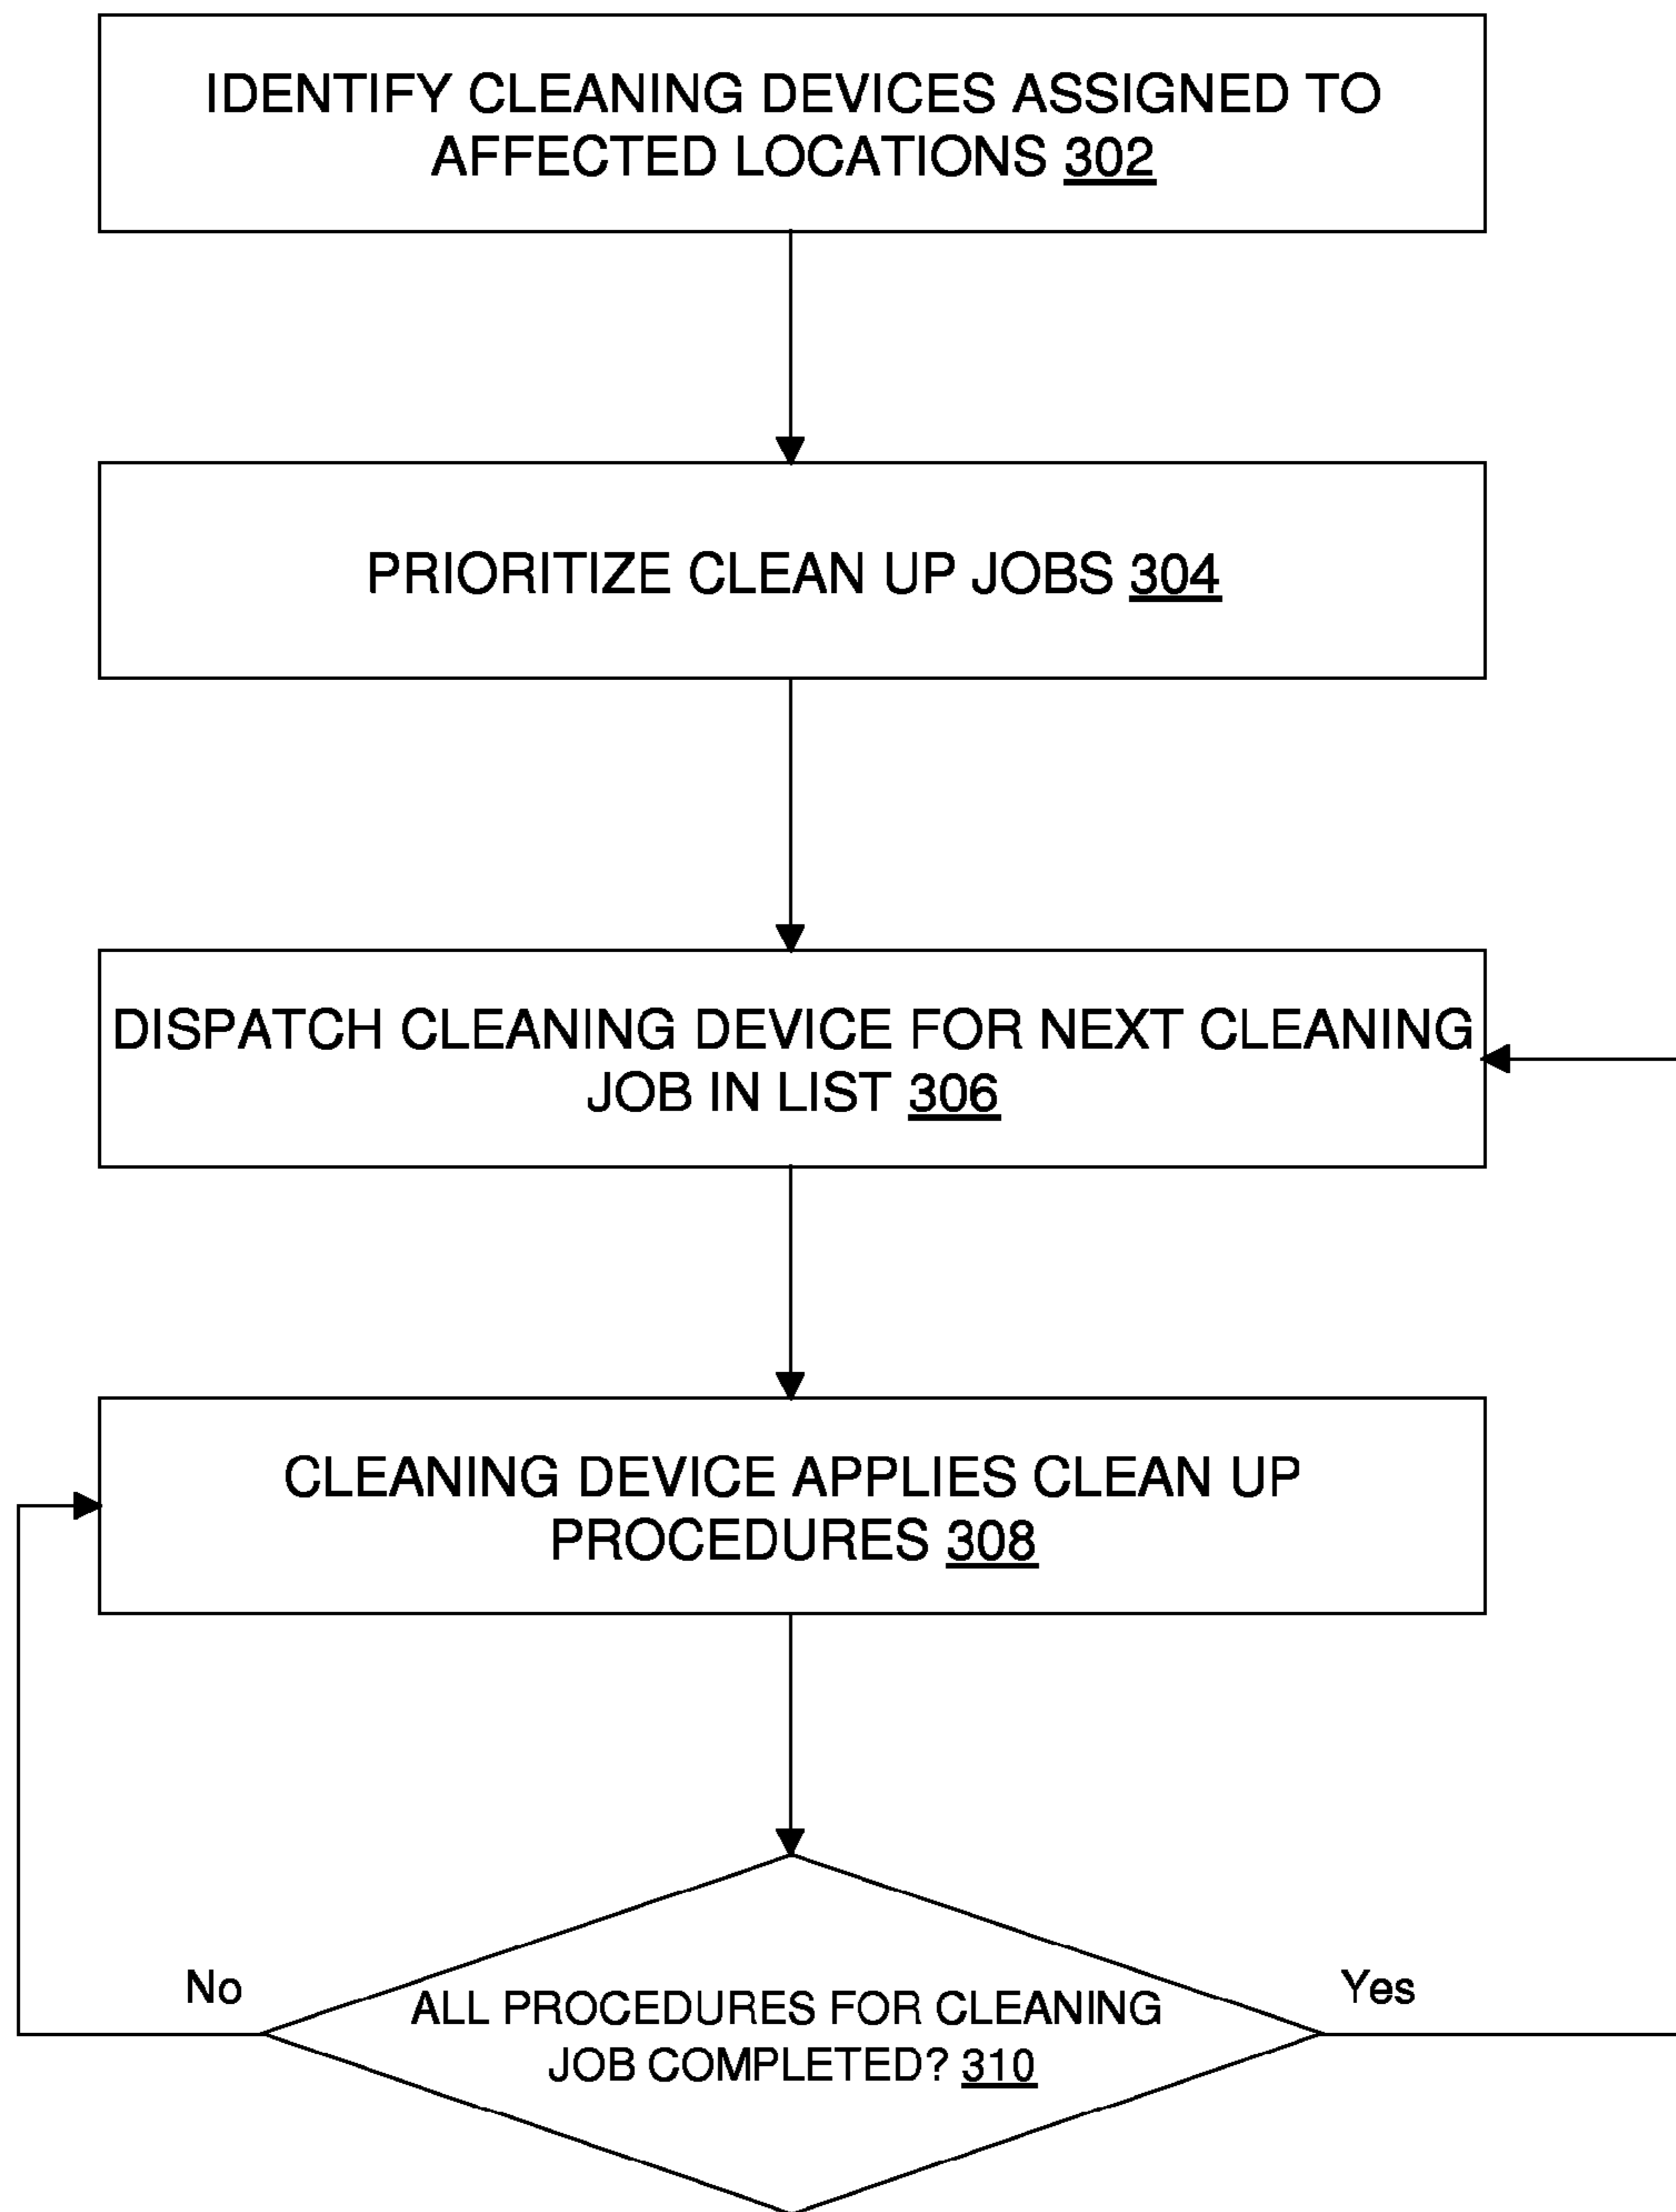 IDENTIFY CLEANING DEVICES ASSIGNED TO
AFFECTED LOCATIONS 302
PRIORITIZE CLEAN UP JOBS 304
DISPATCH CLEANING DEVICE FOR NEXT CLEANING
JOB IN LIST 306
CLEANING DEVICE APPLIES CLEAN UP
PROCEDURES 308
No
Yes
ALL PROCEDURES FOR CLEANING
JOB COMPLETED? 310